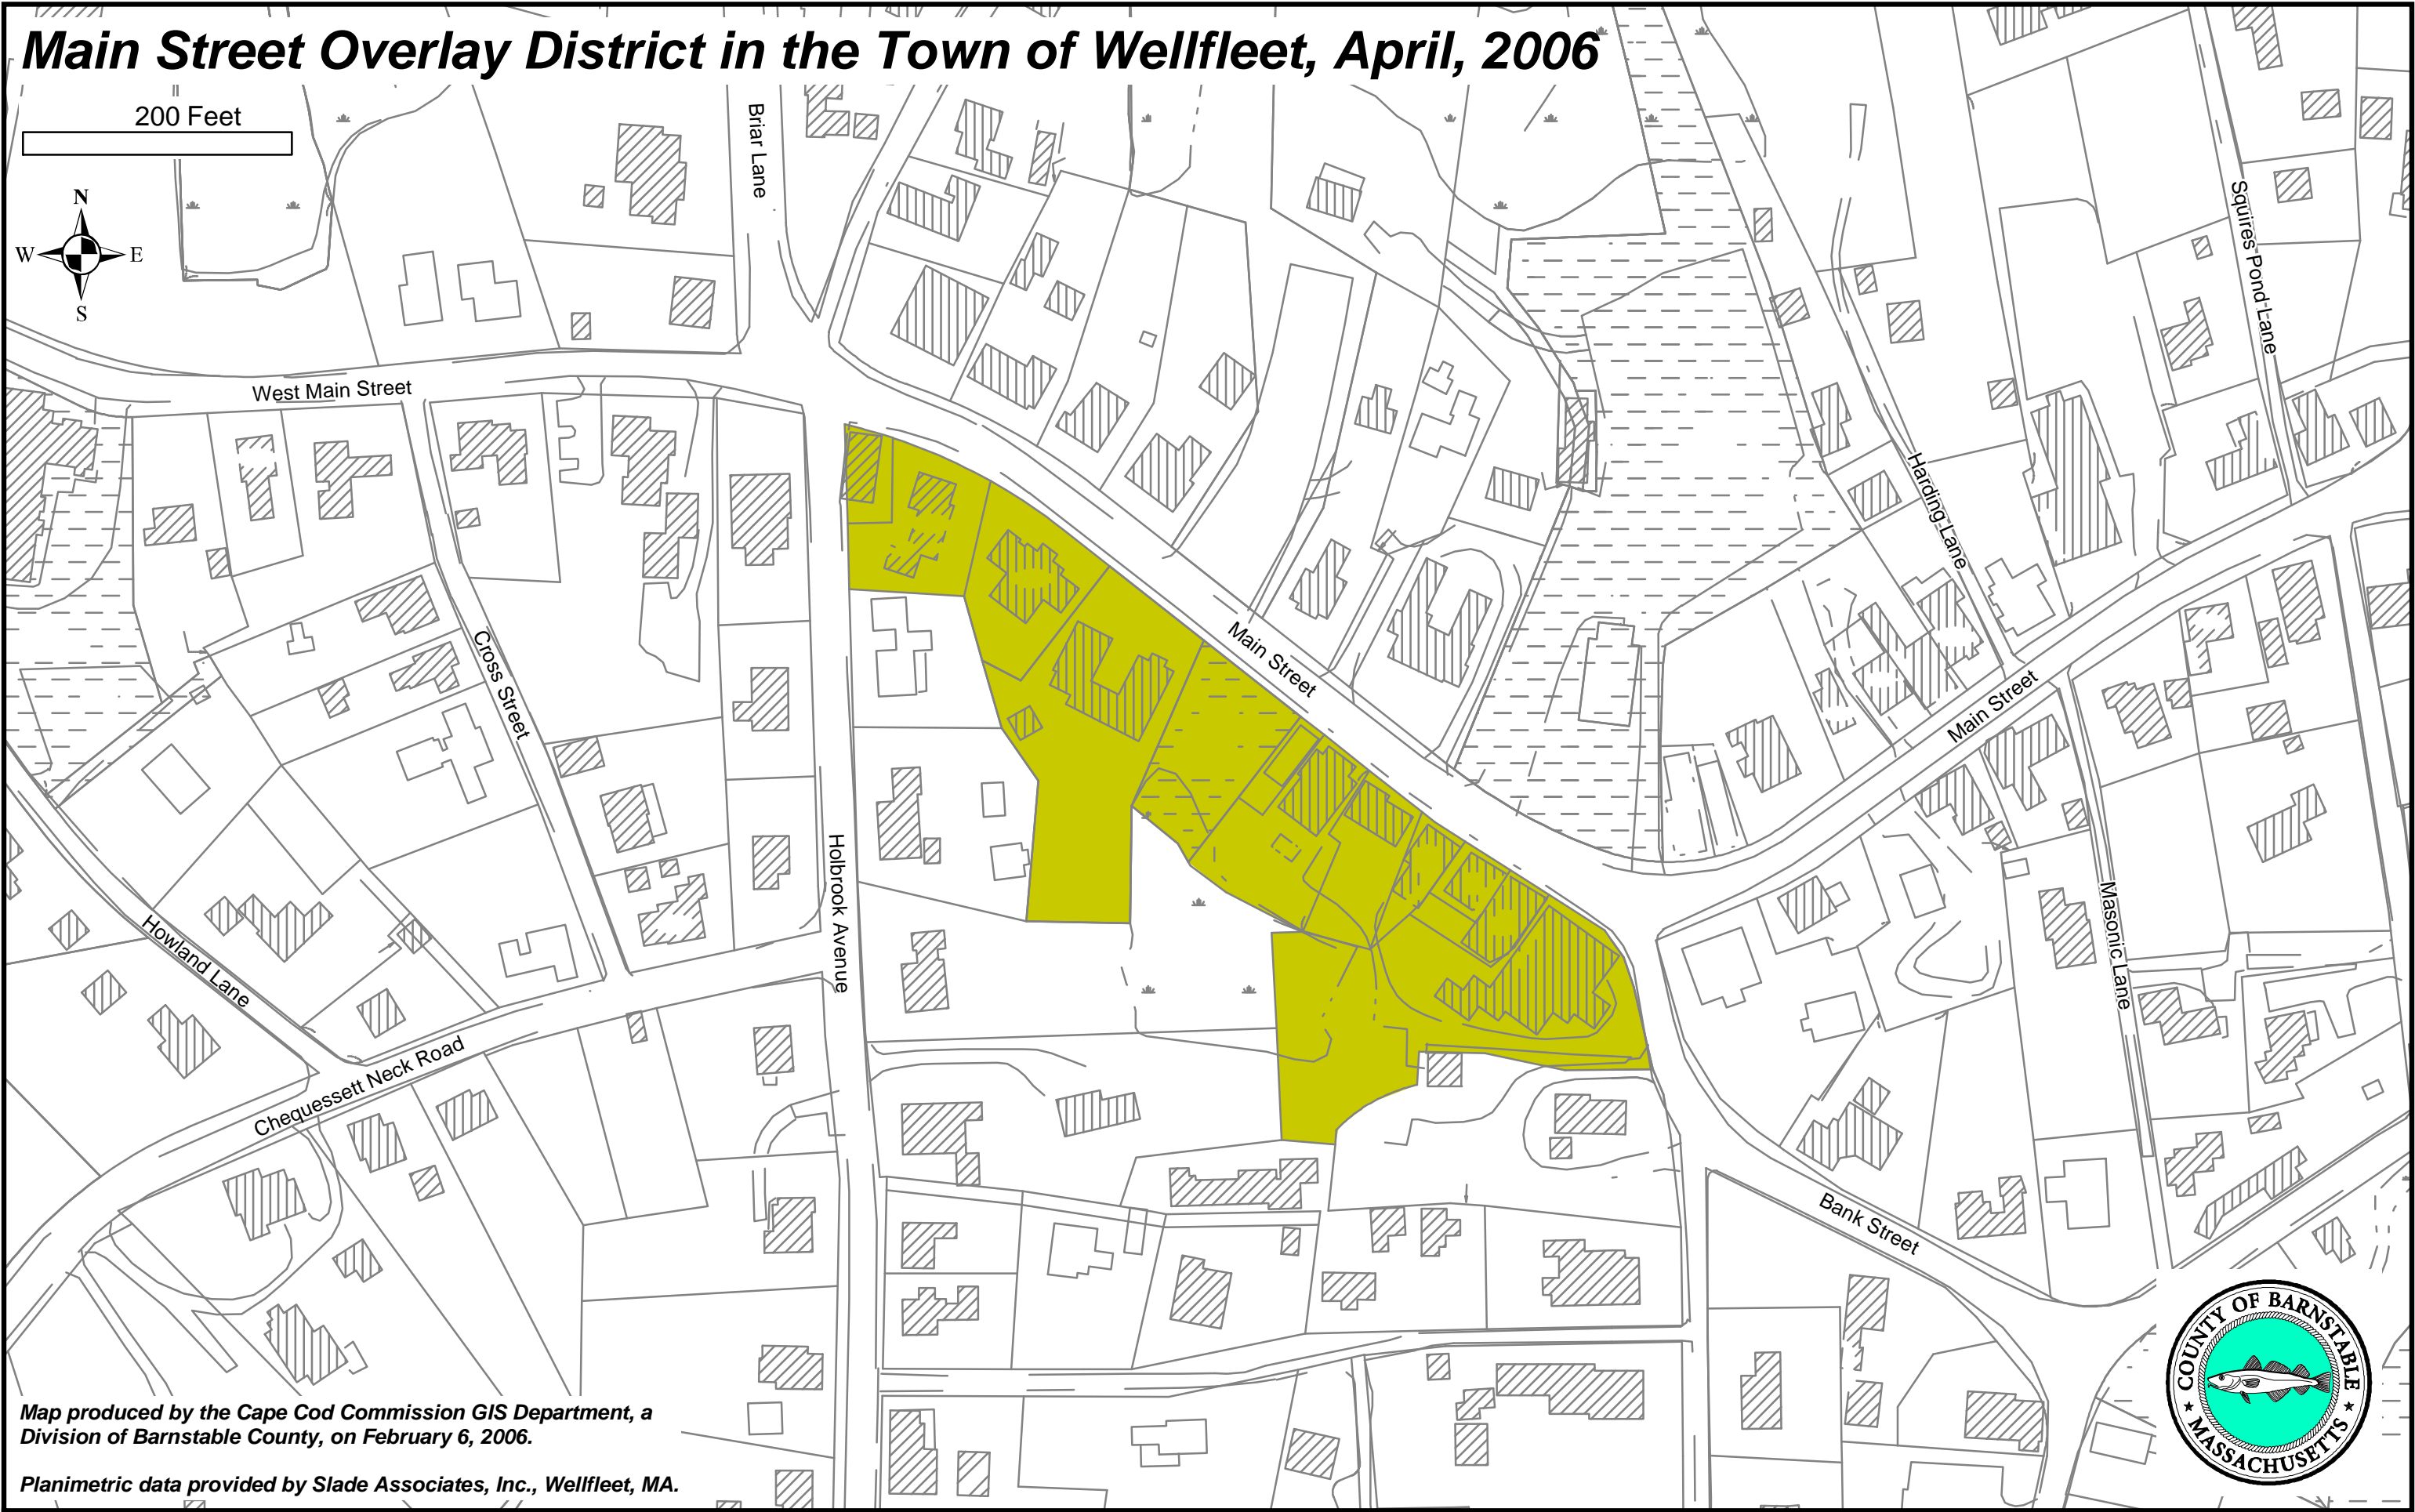 Main Street Overlay District in the Town of Wellfleet, April, 2006
200 Feet
N
W
E
S
Briar Lane
Squires Pond Lane
West Main Street
Harding Lane
Cross Street
Main Street
Main Street
Holbrook Avenue
Masonic Lane
Howland Lane
Chequessett Neck Road
Bank Street
COUNTY OF BARNSTABLE
MASSACHUSETTS
Map produced by the Cape Cod Commission GIS Department, a
Division of Barnstable County, on February 6, 2006.
Planimetric data provided by Slade Associates, Inc., Wellfleet, MA.